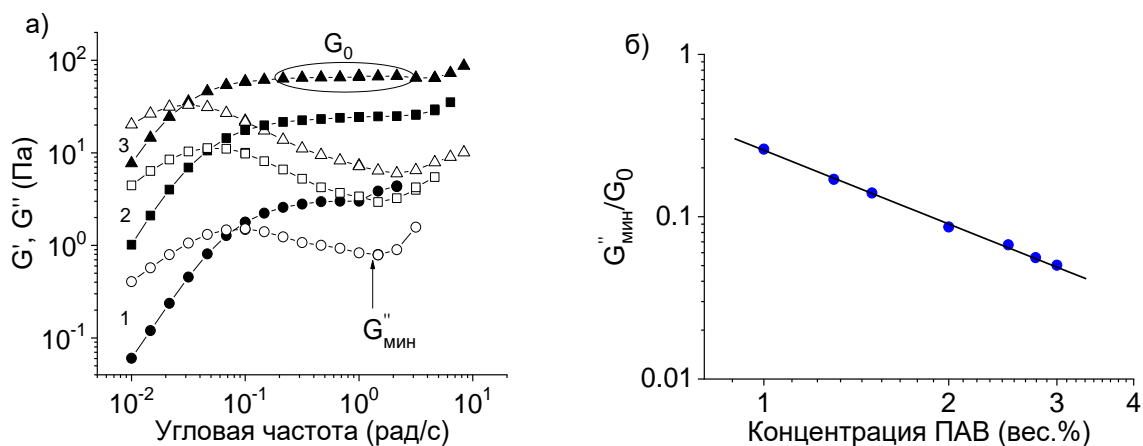 а)
G₀
10²
10¹
10⁰
10⁻¹
G', G'' (Па)
3
2
1
G''мин
10⁻² 10⁻¹ 10⁰ 10¹
Угловая частота (рад/с)
б)
1
0.1
0.01
G''мин/G₀
1 2 3 4
Концентрация ПАВ (вес.%)